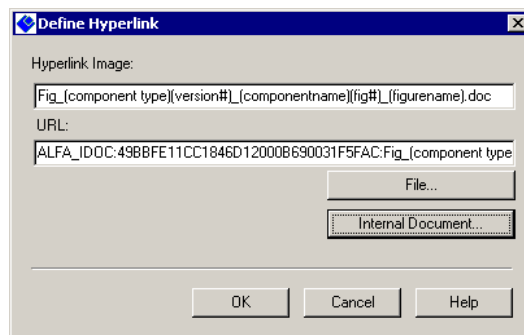 Define Hyperlink
Hyperlink Image:
Fig_(component type)(version#)_(componentname)(fig#)_(figurename).doc
URL:
ALFA_IDOC:49BBFE11CC1846D12000B690031F5FAC:Fig_(component type
File...
Internal Document...
OK
Cancel
Help